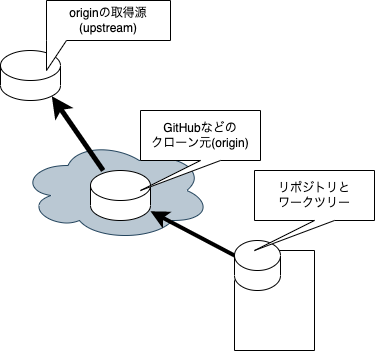 originの取得源
(upstream)
GitHubなどの
クローン元(origin)
リポジトリと
ワークツリー